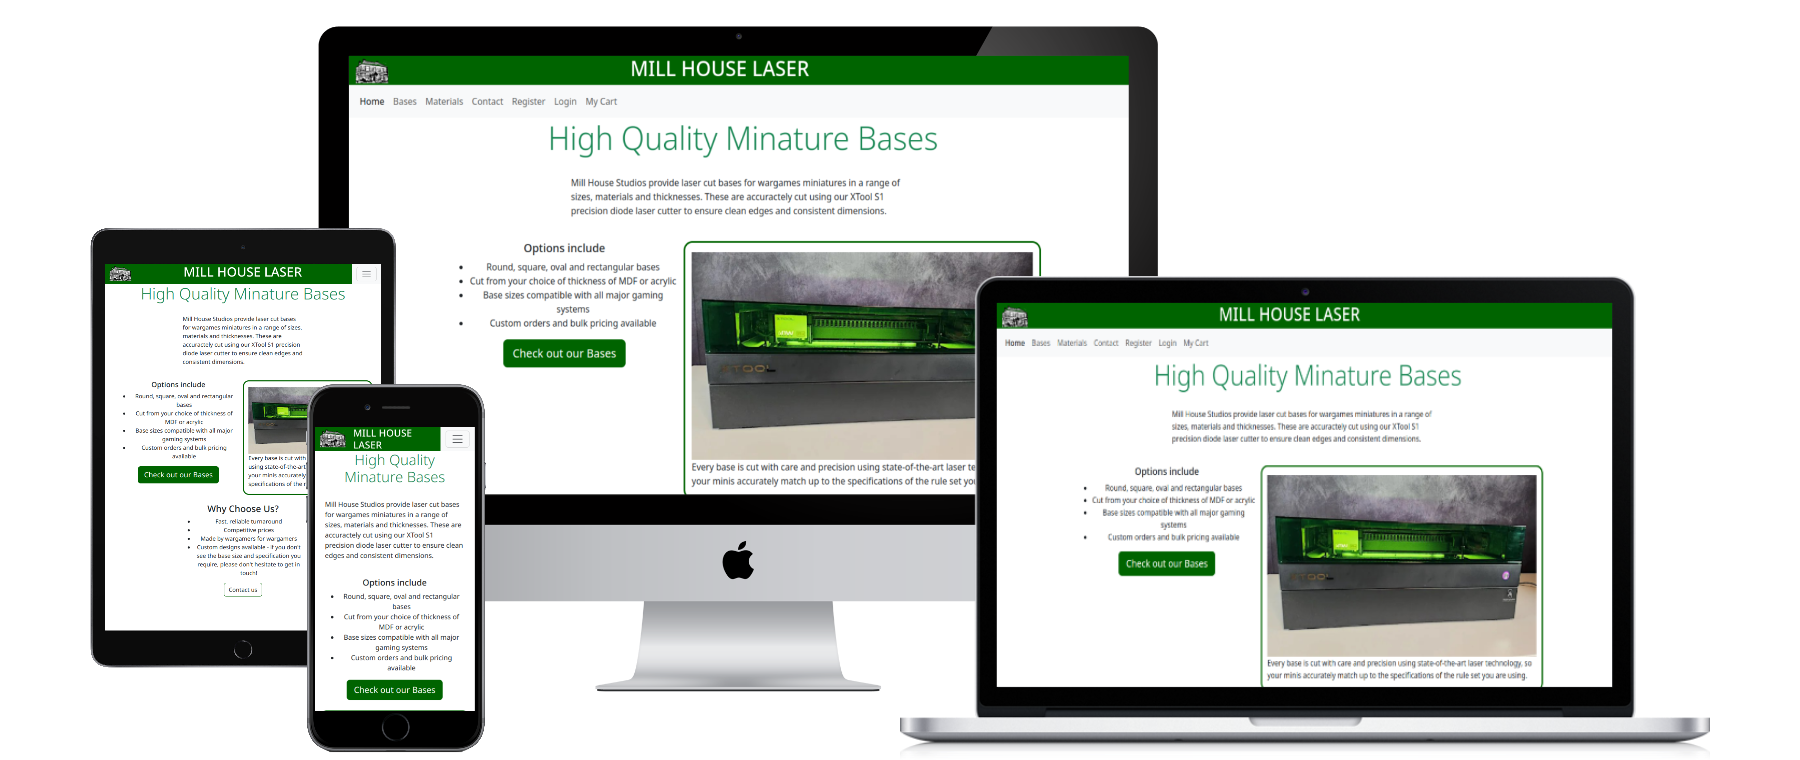 MILL HOUSE LASER
Home Bases Materials Contact Register Login My Cart
High Quality Minature Bases
Mill House Studios provide laser cut bases for wargames miniatures in a range of
sizes, materials and thicknesses. These are accuractely cut using our XTool S1
precision diode laser cutter to ensure clean edges and consistent dimensions.
Options include
Round, square, oval and rectangular bases
Cut from your choice of thickness of MDF or acrylic
Base sizes compatible with all major gaming
systems
Custom orders and bulk pricing available
Check out our Bases
XTOOL
Every base is cut with care and precision using state-of-the-art laser te
your minis accurately match up to the specifications of the rule set you
MILL HOUSE LASER
High Quality Minature Bases
Mill House Studios provide laser cut bases
for wargames miniatures in a range of sizes,
materials and thicknesses. These are
accuractely cut using our XTool S1 precision
diode laser cutter to ensure clean edges and
consistent dimensions.
Options include
Round, square, oval and rectangular
bases
Cut from your choice of thickness of
MDF or acrylic
Base sizes compatible with all major
gaming systems
Custom orders and bulk pricing
available
Check out our Bases
Every base is cut with
using state-of-the-art
your minis accurately
specifications of the r
Why Choose Us?
Fast, reliable turnaround
Competitive prices
Made by wargamers for wargamers
Custom designs available - if you don't
see the base size and specification you
require, please don't hesitate to get in
touch!
Contact us
MILL HOUSE
LASER
High Quality
Minature Bases
Mill House Studios provide laser cut bases
for wargames miniatures in a range of
sizes, materials and thicknesses. These are
accuractely cut using our XTool S1
precision diode laser cutter to ensure clean
edges and consistent dimensions.
Options include
Round, square, oval and rectangular
bases
Cut from your choice of thickness of
MDF or acrylic
Base sizes compatible with all major
gaming systems
Custom orders and bulk pricing
available
Check out our Bases
MILL HOUSE LASER
Home Bases Materials Contact Register Login My Cart
High Quality Minature Bases
Mill House Studios provide laser cut bases for wargames miniatures in a range of
sizes, materials and thicknesses. These are accuractely cut using our XTool S1
precision diode laser cutter to ensure clean edges and consistent dimensions.
Options include
Round, square, oval and rectangular bases
Cut from your choice of thickness of MDF or acrylic
Base sizes compatible with all major gaming
systems
Custom orders and bulk pricing available
Check out our Bases
XTOOL
Every base is cut with care and precision using state-of-the-art laser technology, so
your minis accurately match up to the specifications of the rule set you are using.